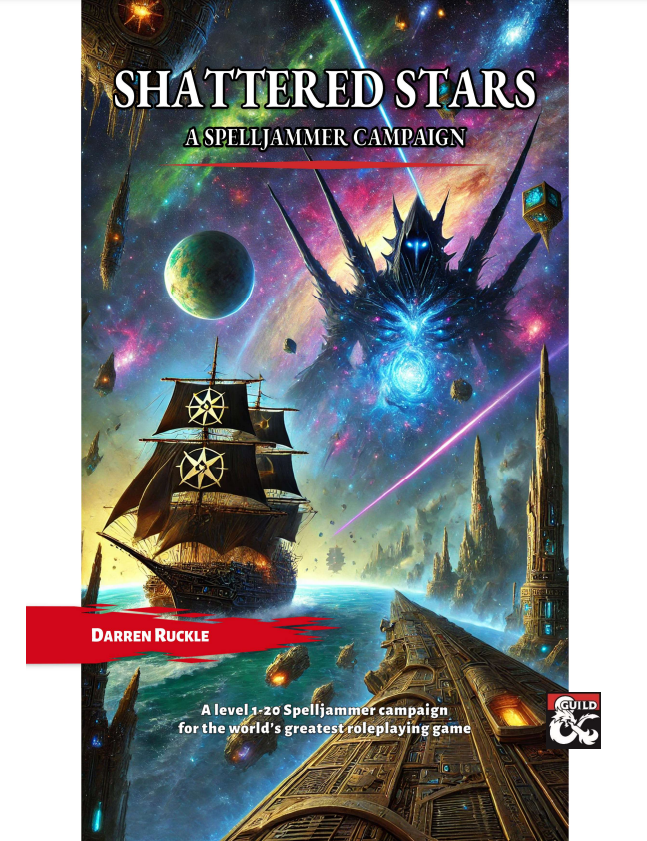 SHATTERED STARS
A SPELLJAMMER CAMPAIGN
DARREN RUCKLE
A level 1-20 Spelljammer campaign
for the world's greatest roleplaying game
GUILD